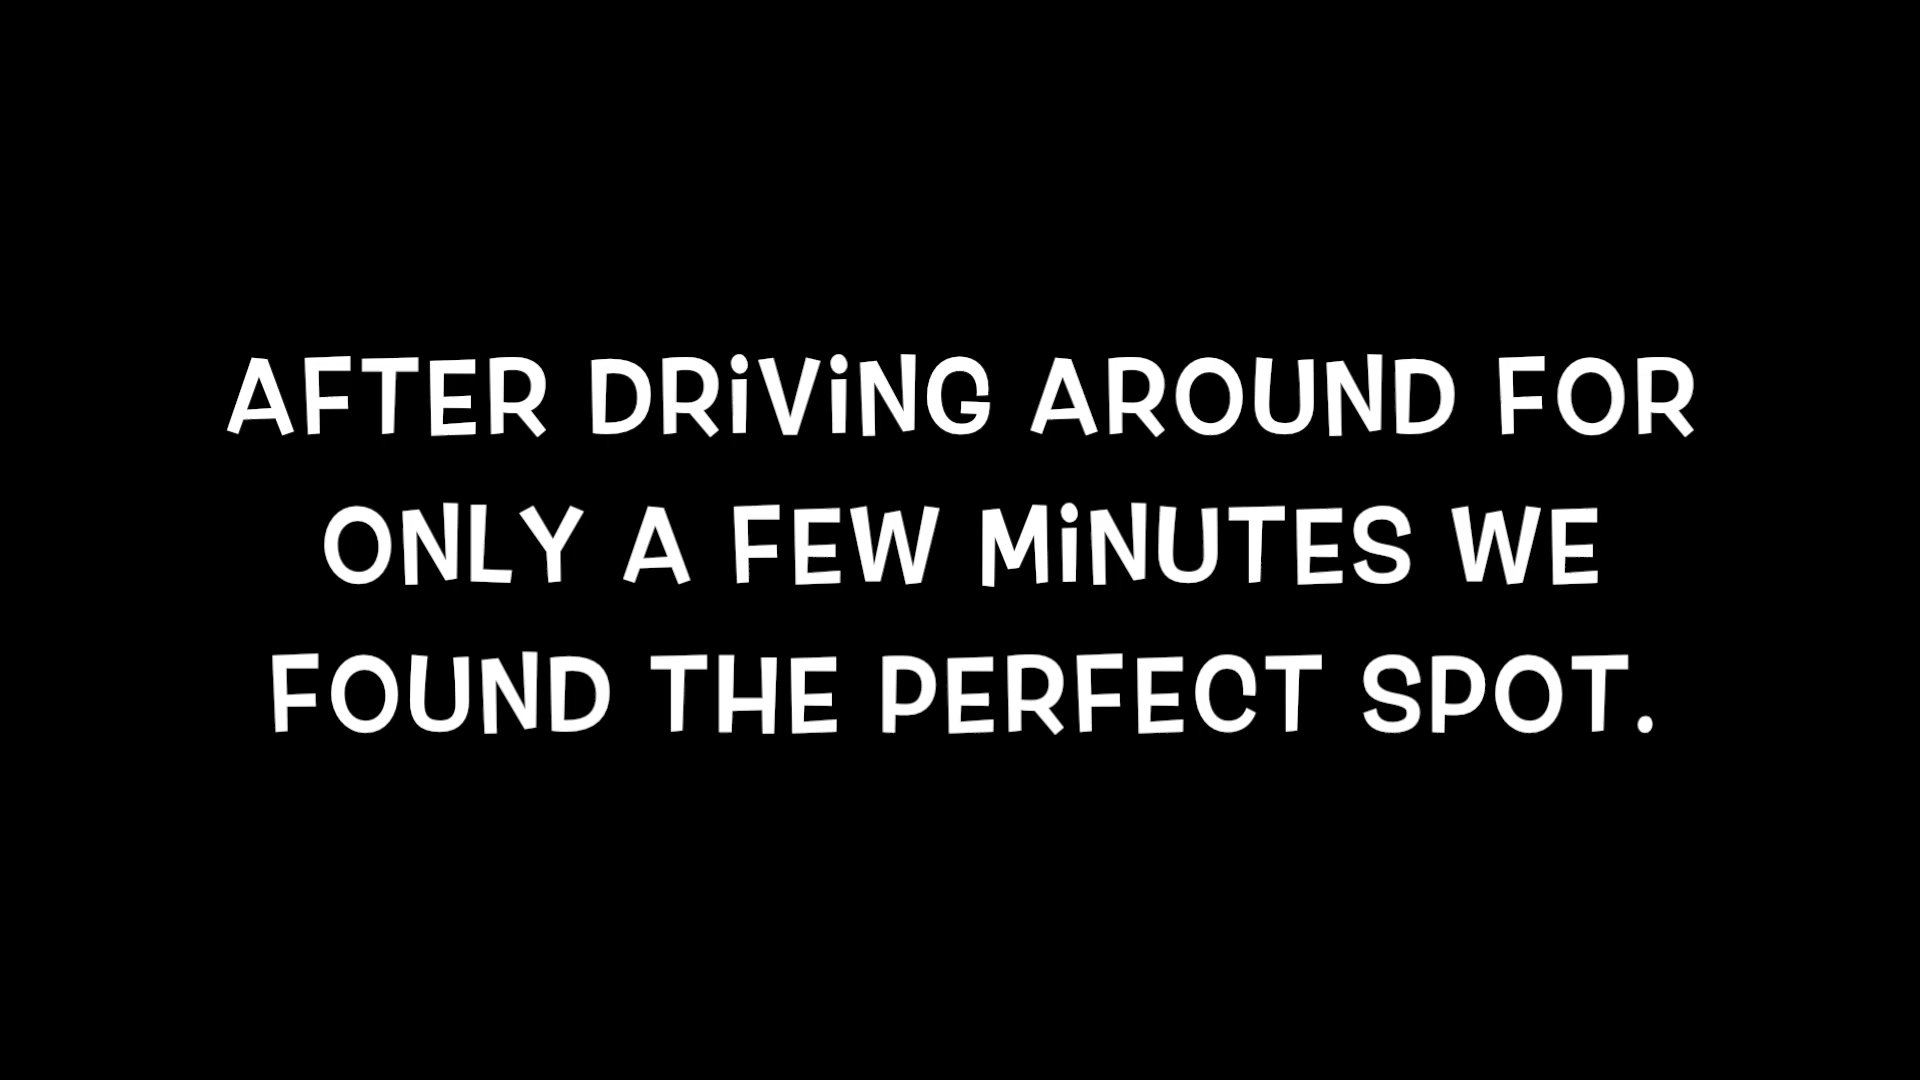 AFTER DRiViNG AROUND FOR
ONLY A FEW MiNUTES WE
FOUND THE PERFECT SPOT.